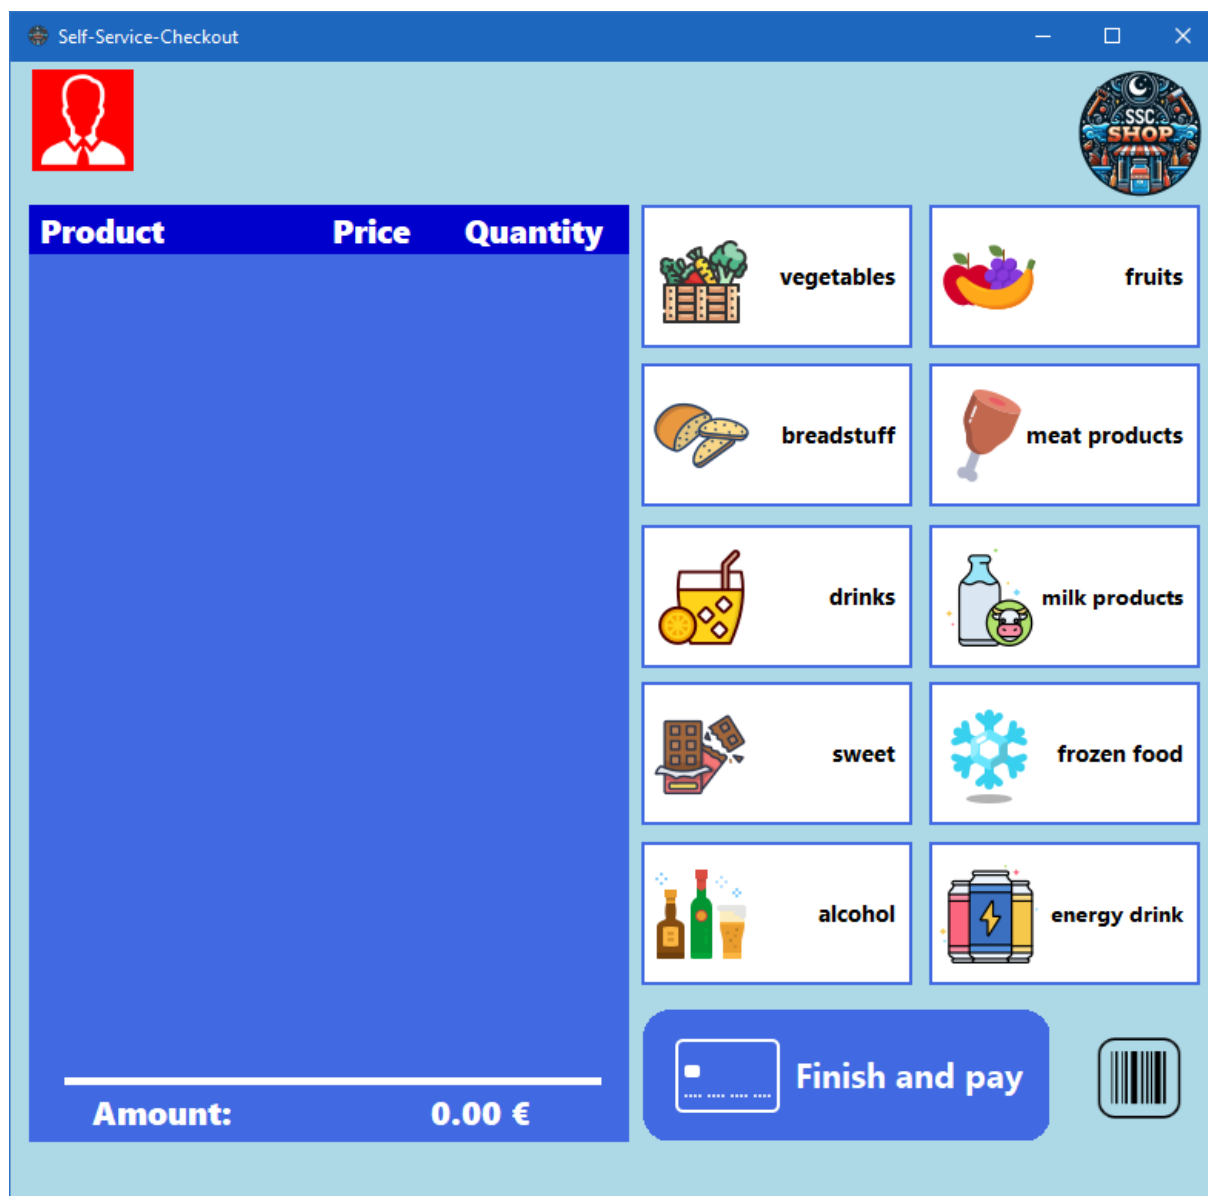 Self-Service-Checkout
SSC
SHOP
Product Price Quantity
vegetables
fruits
breadstuff
meat products
drinks
milk products
sweet
frozen food
alcohol
energy drink
Finish and pay
Amount: 0.00 €